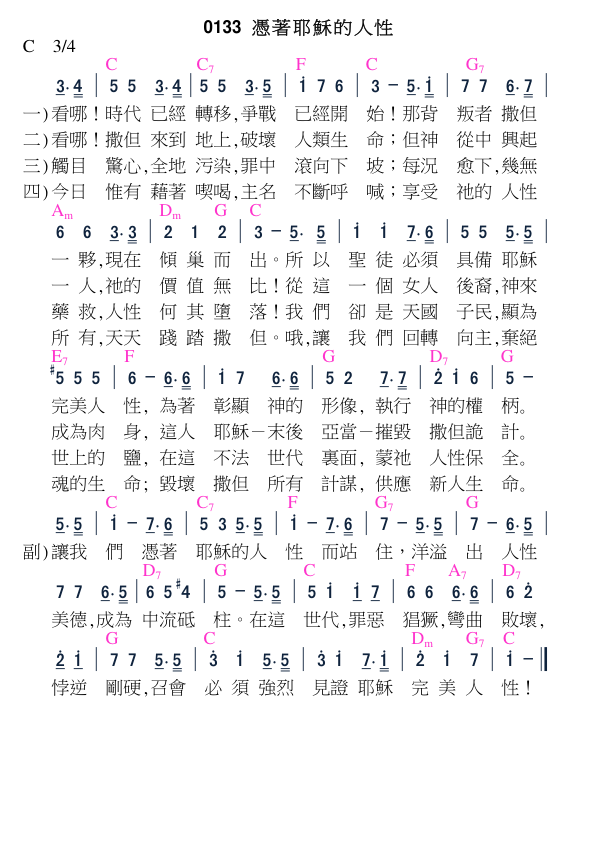 0133 憑著耶穌的人性
C 3/4
C C7 F C G7
3. 4 | 5 5 3. 4 | 5 5 3. 5 | i 7 6 | 3 – 5. i | 7 7 6. 7 |
一) 看哪！時代 已經 轉移,爭戰 已經開 始！那背 叛者 撒但
二) 看哪！撒但 來到 地上,破壞 人類生 命；但神 從中 興起
三) 觸目 驚心,全地 污染,罪中 滾向下 坡；每況 愈下,幾無
四) 今日 惟有 藉著 喫喝,主名 不斷呼 喊；享受 祂的 人性
Am Dm G C
6 6 3. 3 | 2 1 2 | 3 – 5. 5 | i i 7. 6 | 5 5 5. 5 |
一 夥,現在 傾 巢 而 出。所 以 聖 徒 必須 具備 耶穌
一 人,祂的 價 值 無 比！從 這 一 個 女人 後裔,神來
藥 救,人性 何 其 墮 落！我 們 卻 是 天國 子民,顯為
所 有,天天 踐 踏 撒 但。哦,讓 我 們 回轉 向主,棄絕
E7 F G D7 G
#5 5 5 | 6 – 6. 6 | i 7 6. 6 | 5 2 7. 7 | 2 i 6 | 5 –
完美人 性, 為著 彰顯 神的 形像, 執行 神的權 柄。
成為肉 身, 這人 耶穌－末後 亞當－摧毀 撒但詭 計。
世上的 鹽, 在這 不法 世代 裏面, 蒙祂 人性保 全。
魂的生 命; 毀壞 撒但 所有 計謀, 供應 新人生 命。
C C7 F G7 G
5. 5 | i – 7. 6 | 5 3 5. 5 | i – 7. 6 | 7 – 5. 5 | 7 – 6. 5 |
副) 讓我 們 憑著 耶穌的人 性 而站 住，洋溢 出 人性
D7 G C F A7 D7
7 7 6. 5 | 6 5 #4 | 5 – 5. 5 | 5 i i 7 | 6 6 6. 6 | 6 2
美德,成為 中流砥 柱。在這 世代,罪惡 猖獗,彎曲 敗壞,
G C Dm G7 C
2 i | 7 7 5. 5 | 3 i 5. 5 | 3 i 7. i | 2 i 7 | i –
悖逆 剛硬,召會 必 須 強烈 見證 耶穌 完 美 人 性！